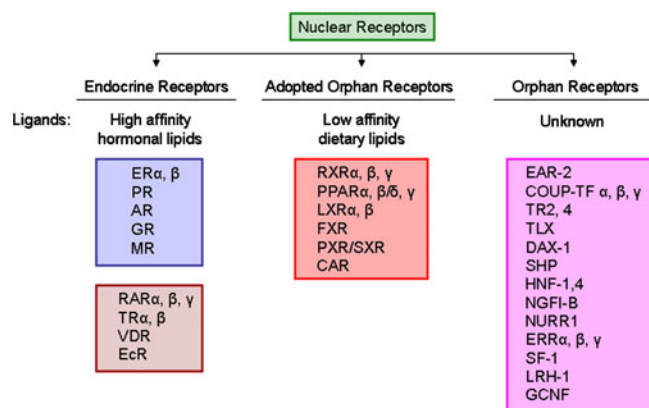 Nuclear Receptors
Endocrine Receptors
Adopted Orphan Receptors
Orphan Receptors
Ligands:
High affinity
hormonal lipids
Low affinity
dietary lipids
Unknown
ERα, β
PR
AR
GR
MR
RARα, β, γ
TRα, β
VDR
EcR
RXRα, β, γ
PPARα, β/δ, γ
LXRα, β
FXR
PXR/SXR
CAR
EAR-2
COUP-TF α, β, γ
TR2, 4
TLX
DAX-1
SHP
HNF-1,4
NGFI-B
NURR1
ERRα, β, γ
SF-1
LRH-1
GCNF